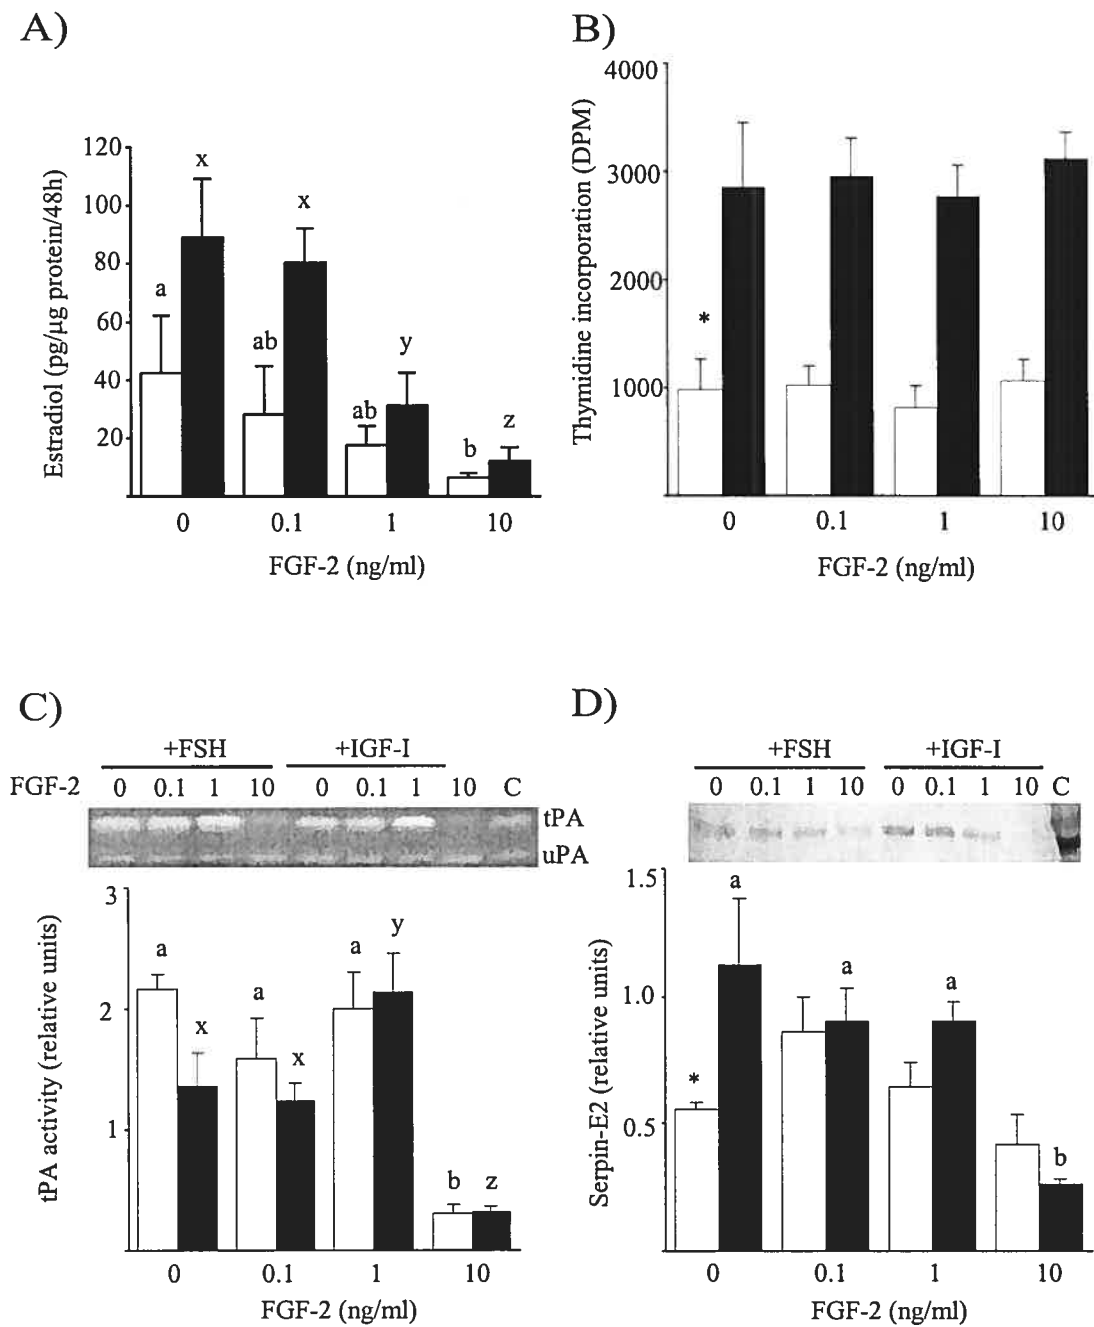 A)
Estradiol (pg/µg protein/48h)
120
100
80
60
40
20
a
x
ab
x
ab
y
b
z
0 0.1 1 10
FGF-2 (ng/ml)
B)
Thymidine incorporation (DPM)
4000
3000
2000
1000
*
0 0.1 1 10
FGF-2 (ng/ml)
C)
+FSH +IGF-I
FGF-2 0 0.1 1 10 0 0.1 1 10 C
tPA
uPA
tPA activity (relative units)
3
2
1
a
x
a
x
a
y
b
z
0 0.1 1 10
FGF-2 (ng/ml)
D)
+FSH +IGF-I
0 0.1 1 10 0 0.1 1 10 C
Serpin-E2 (relative units)
1.5
1.0
0.5
*
a
a
a
b
0 0.1 1 10
FGF-2 (ng/ml)